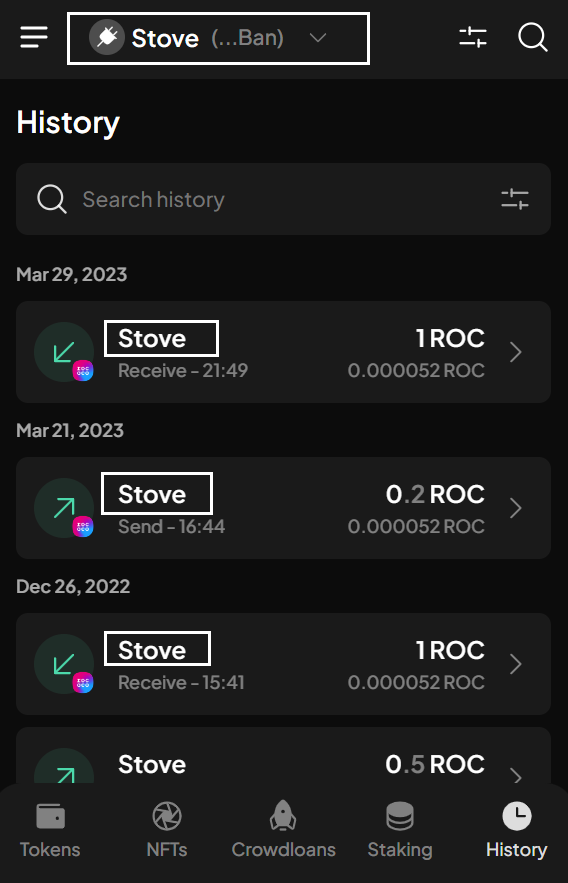 Stove (...Ban)
History
Search history
Mar 29, 2023
Stove 1 ROC
Receive - 21:49 0.000052 ROC
Mar 21, 2023
Stove 0.2 ROC
Send - 16:44 0.000052 ROC
Dec 26, 2022
Stove 1 ROC
Receive - 15:41 0.000052 ROC
Stove 0.5 ROC
Tokens NFTs Crowdloans Staking History